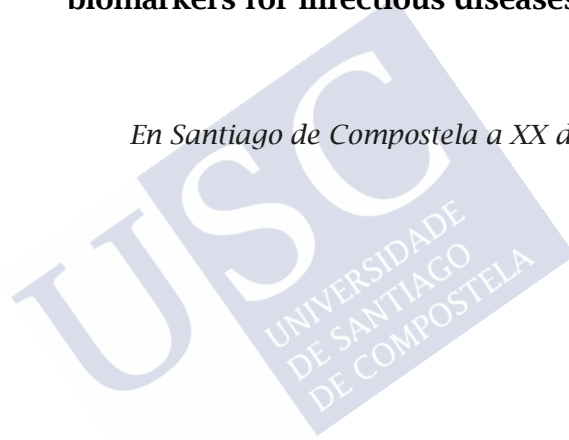 biomarkers for infectious diseases
En Santiago de Compostela a XX d
USC
UNIVERSIDADE
DE SANTIAGO
DE COMPOSTELA